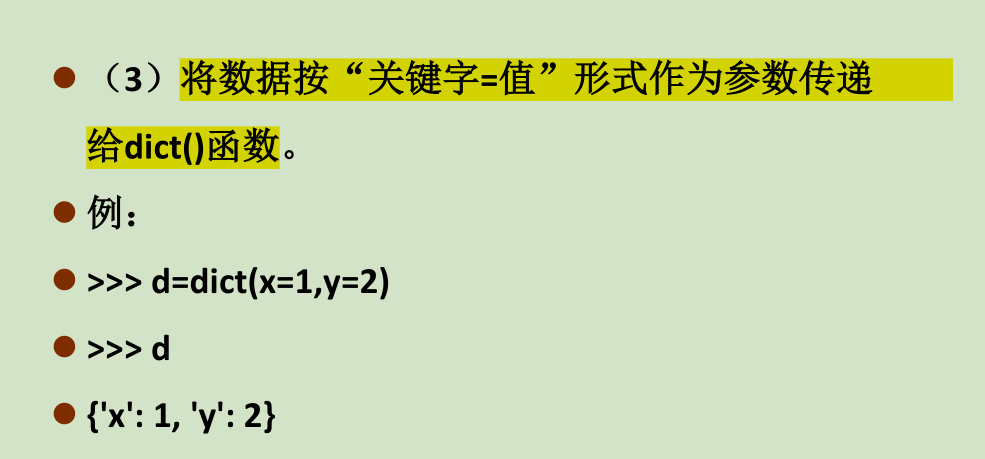 ● （3）将数据按“关键字=值”形式作为参数传递
给dict()函数。
● 例：
● >>> d=dict(x=1,y=2)
● >>> d
● {'x': 1, 'y': 2}